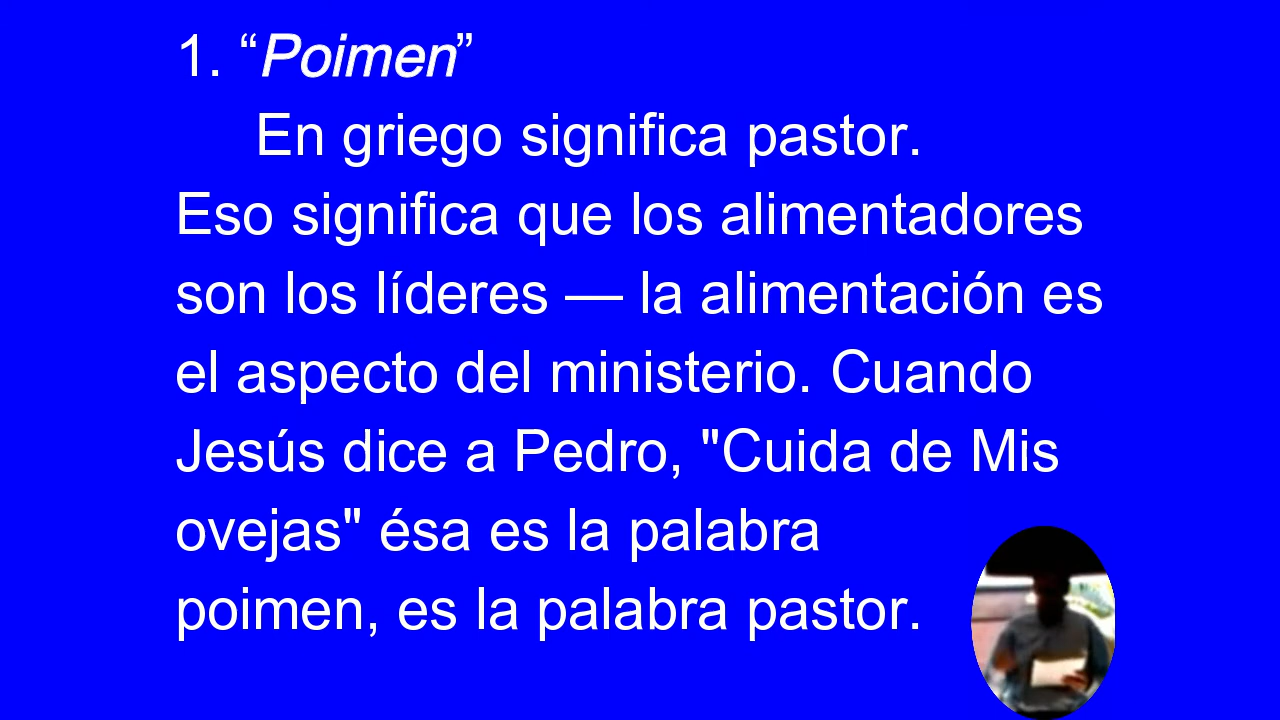 1. “Poimen”
En griego significa pastor.
Eso significa que los alimentadores
son los líderes — la alimentación es
el aspecto del ministerio. Cuando
Jesús dice a Pedro, "Cuida de Mis
ovejas" ésa es la palabra
poimen, es la palabra pastor.